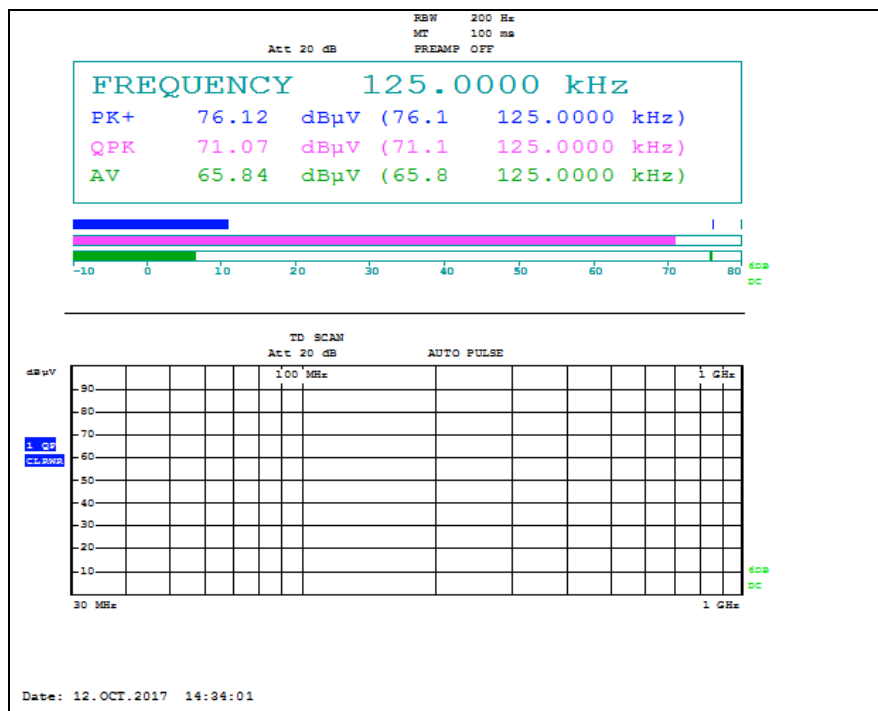 RBW 200 Hz
MT 100 ms
Att 20 dB PREAMP OFF
FREQUENCY 125.0000 kHz
PK+ 76.12 dBµV (76.1 125.0000 kHz)
QPK 71.07 dBµV (71.1 125.0000 kHz)
AV 65.84 dBµV (65.8 125.0000 kHz)
-10 0 10 20 30 40 50 60 70 80
6DB
DC
TD SCAN
Att 20 dB AUTO PULSE
dBµV
100 MHz 1 GHz
90
80
70
1 QP
CLRWR
60
50
40
30
20
10
6DB
DC
30 MHz 1 GHz
Date: 12.OCT.2017 14:34:01